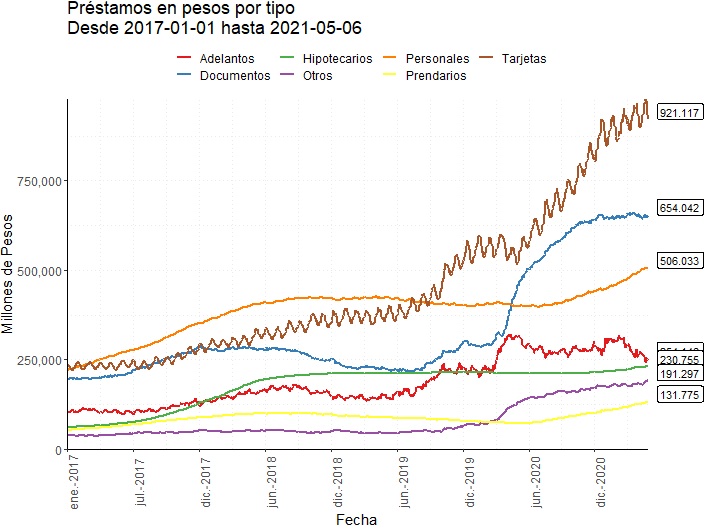 Préstamos en pesos por tipo
Desde 2017-01-01 hasta 2021-05-06
Adelantos
Hipotecarios
Personales
Tarjetas
Documentos
Otros
Prendarios
Millones de Pesos
750,000
500,000
250,000
0
921.117
654.042
506.033
230.755
191.297
131.775
ene.-2017
jul.-2017
dic.-2017
jun.-2018
dic.-2018
jun.-2019
dic.-2019
jun.-2020
dic.-2020
Fecha